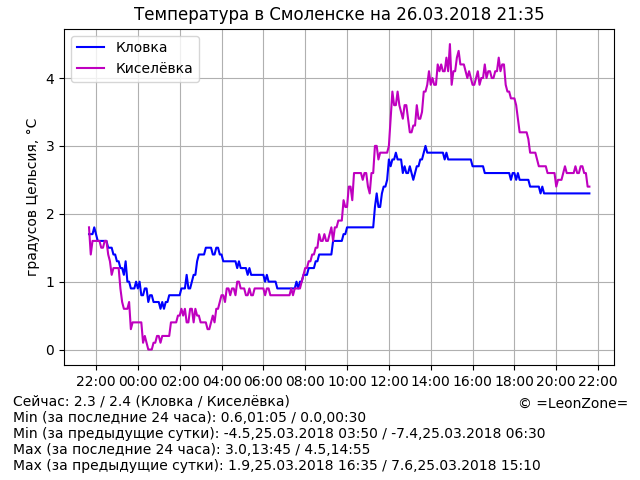 Температура в Смоленске на 26.03.2018 21:35
Кловка
Киселёвка
градусов Цельсия, °C
4
3
2
1
0
22:00 00:00 02:00 04:00 06:00 08:00 10:00 12:00 14:00 16:00 18:00 20:00 22:00
Сейчас: 2.3 / 2.4 (Кловка / Киселёвка)
© =LeonZone=
Min (за последние 24 часа): 0.6,01:05 / 0.0,00:30
Min (за предыдущие сутки): -4.5,25.03.2018 03:50 / -7.4,25.03.2018 06:30
Max (за последние 24 часа): 3.0,13:45 / 4.5,14:55
Max (за предыдущие сутки): 1.9,25.03.2018 16:35 / 7.6,25.03.2018 15:10